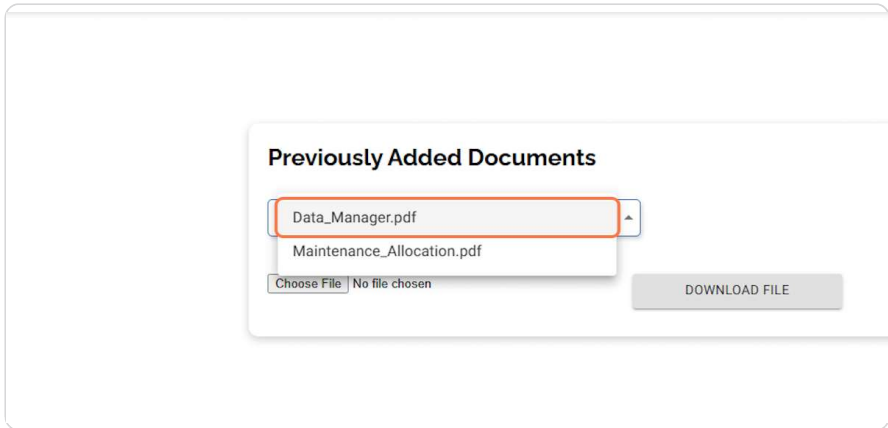 Previously Added Documents
Data_Manager.pdf
Maintenance_Allocation.pdf
Choose File No file chosen
DOWNLOAD FILE